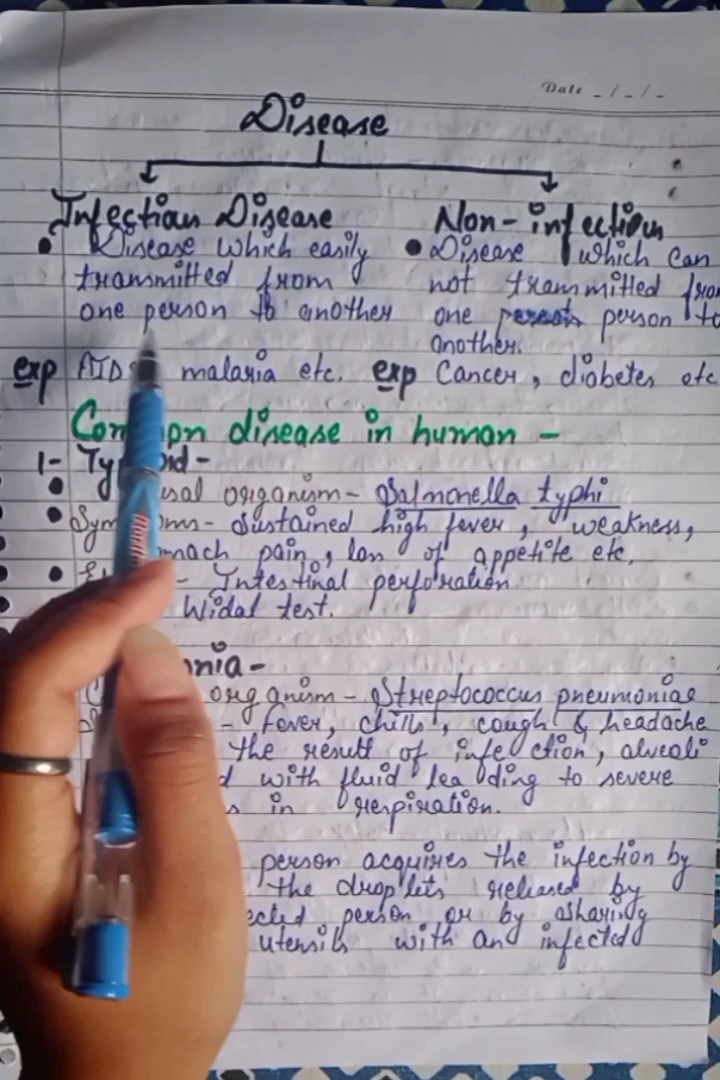 Date _ / _ / _
Disease
Infection Disease Non-infection
• Disease which easily • Disease which can
transmitted from not transmitted from
one person to another one person to
another.
exp AIDS malaria etc. exp Cancer, diabetes etc
Common disease in human -
1- Typhoid -
organism - Salmonella typhi
Symptoms - Sustained high fever, weakness,
pain, loss of appetite etc.
- Intestinal perforation
Widal test.
organism - Streptococcus pneumoniae
- fever, chills, cough & headache
the result of infection, alveoli
with fluid leading to severe
in respiration.
person acquires the infection by
the droplets released by
person or by sharing
utensils with and infected